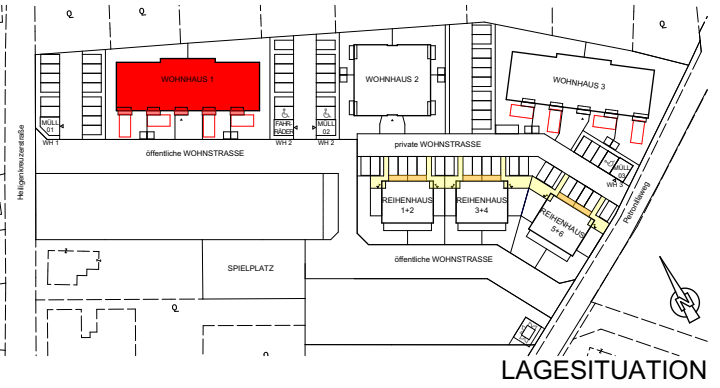 WOHNHAUS 1
WOHNHAUS 2
WOHNHAUS 3
MÜLL
01
WH 1
FAHR-
RÄDER
WH 2
MÜLL
02
WH 2
MÜLL
03
WH 3
Heiligenkreuzerstraße
öffentliche WOHNSTRASSE
private WOHNSTRASSE
Petronillaweg
REIHENHAUS
1+2
REIHENHAUS
3+4
REIHENHAUS
5+6
SPIELPLATZ
öffentliche WOHNSTRASSE
N
LAGESITUATION